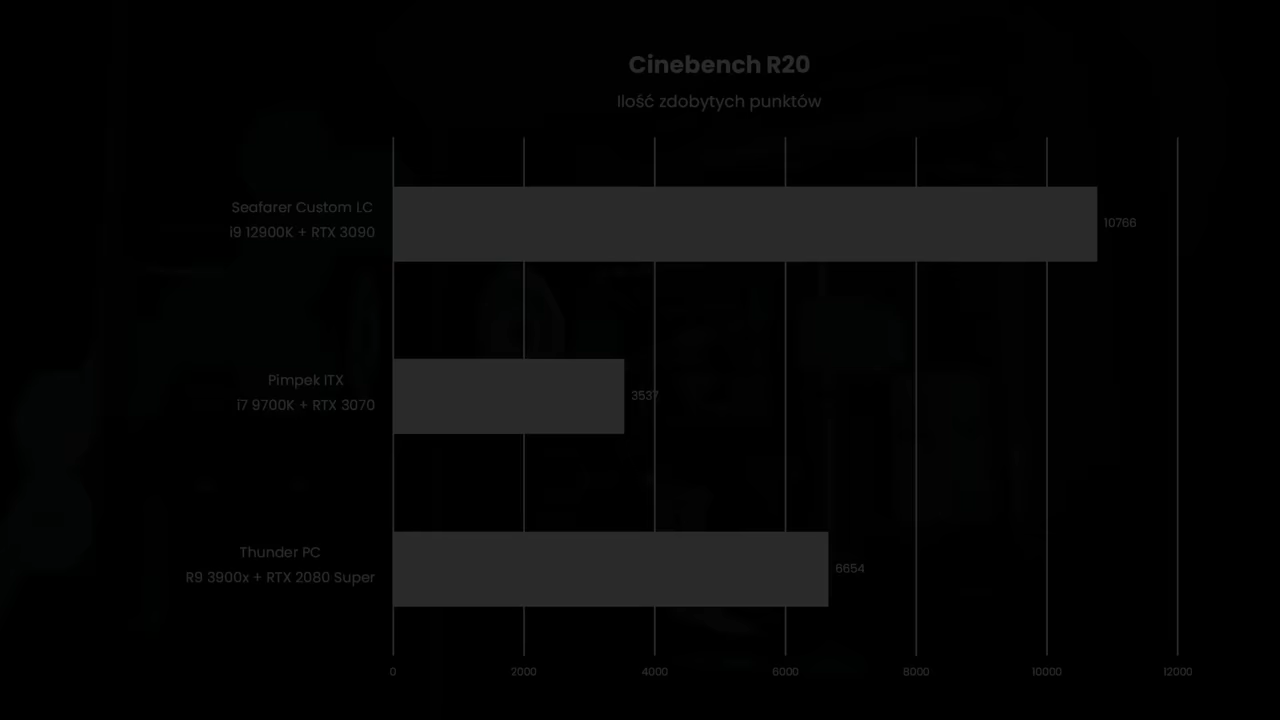 Cinebench R20
Ilość zdobytych punktów
Seafarer Custom LC
i9 12900K + RTX 3090
10766
Pimpek ITX
i7 9700K + RTX 3070
3537
Thunder PC
R9 3900x + RTX 2080 Super
6654
0 2000 4000 6000 8000 10000 12000